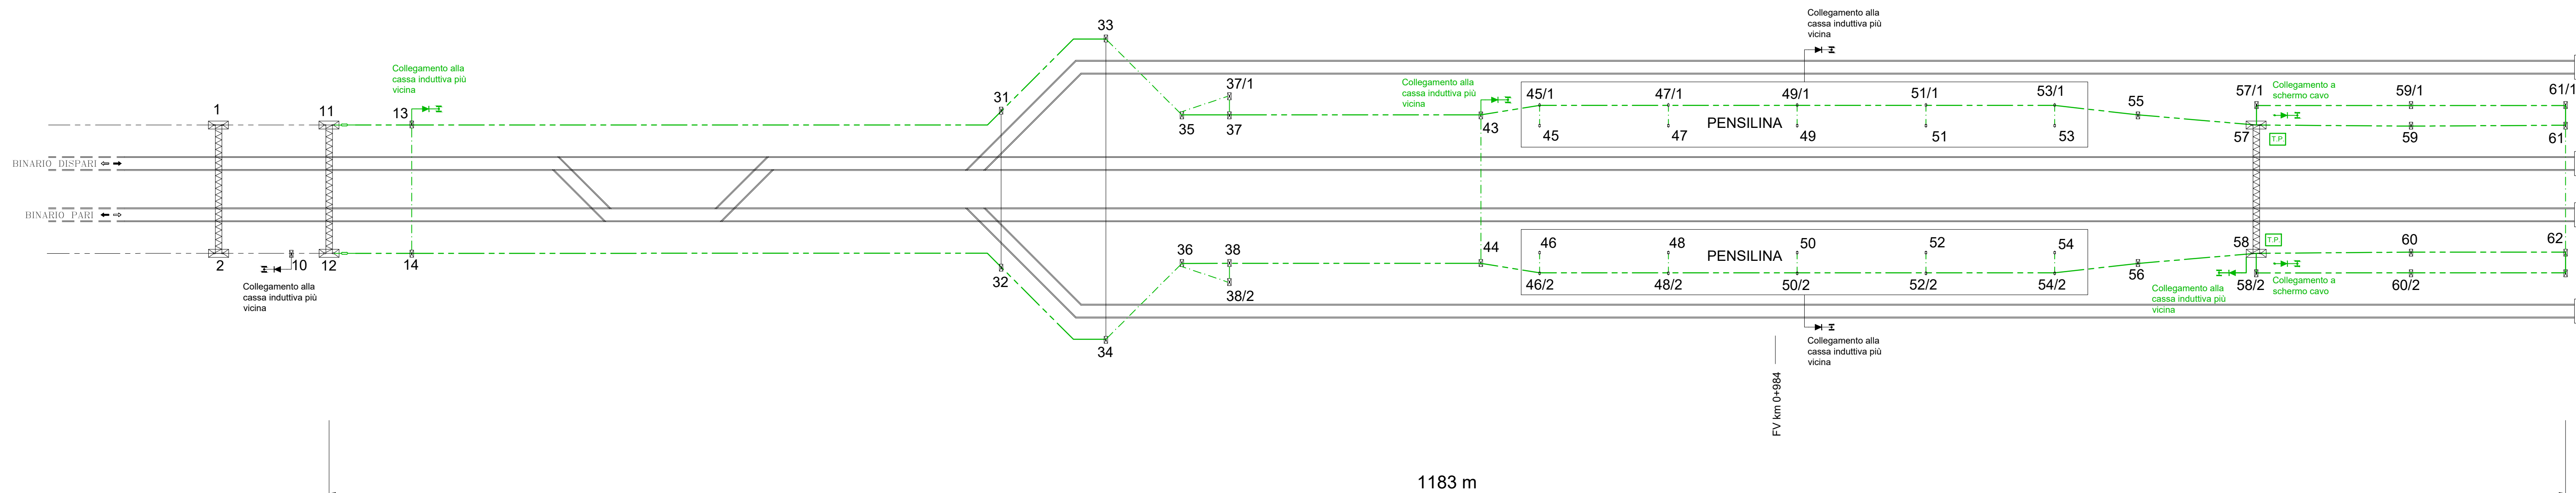 Collegamento alla
cassa induttiva più
vicina
33
Collegamento alla
cassa induttiva più
vicina
37/1
Collegamento alla
cassa induttiva più
vicina
45/1
47/1
49/1
51/1
53/1
55
57/1
Collegamento a
schermo cavo
59/1
61/1
1
11
13
31
35
37
43
PENSILINA
45
47
49
51
53
57
T.P.
59
61
BINARIO DISPARI
BINARIO PARI
36
38
44
46
48
PENSILINA
50
52
54
58
T.P.
60
62
2
10
12
14
32
38/2
46/2
48/2
50/2
52/2
54/2
56
58/2
60/2
Collegamento alla
cassa induttiva più
vicina
Collegamento alla
cassa induttiva più
vicina
Collegamento a
schermo cavo
34
Collegamento alla
cassa induttiva più
vicina
FV km 0+984
1183 m